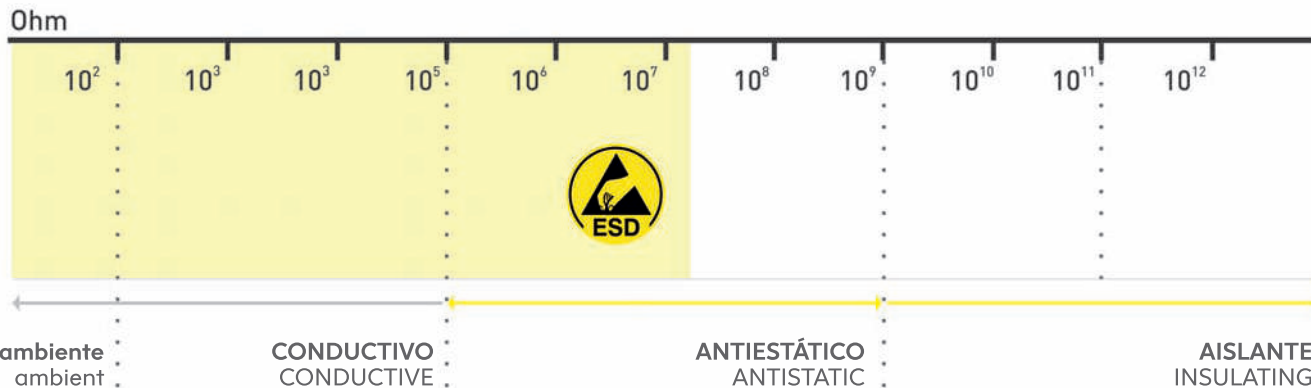 Ohm
10² 10³ 10³ 10⁵ 10⁶ 10⁷ 10⁸ 10⁹ 10¹⁰ 10¹¹ 10¹²
ESD
ambiente CONDUCTIVO ANTIESTÁTICO AISLANTE
ambient CONDUCTIVE ANTISTATIC INSULATING